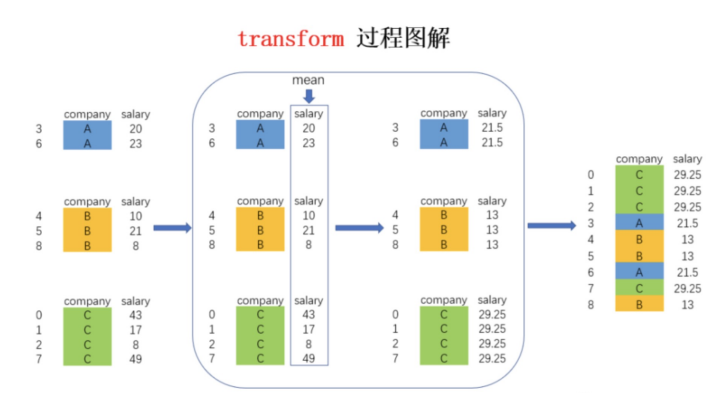 transform 过程图解
mean
company salary
3 A 20
6 A 23
company salary
4 B 10
5 B 21
8 B 8
company salary
0 C 43
1 C 17
2 C 8
7 C 49
company salary
3 A 20
6 A 23
company salary
4 B 10
5 B 21
8 B 8
company salary
0 C 43
1 C 17
2 C 8
7 C 49
company salary
3 A 21.5
6 A 21.5
company salary
4 B 13
5 B 13
8 B 13
company salary
0 C 29.25
1 C 29.25
2 C 29.25
7 C 29.25
company salary
0 C 29.25
1 C 29.25
2 C 29.25
3 A 21.5
4 B 13
5 B 13
6 A 21.5
7 C 29.25
8 B 13